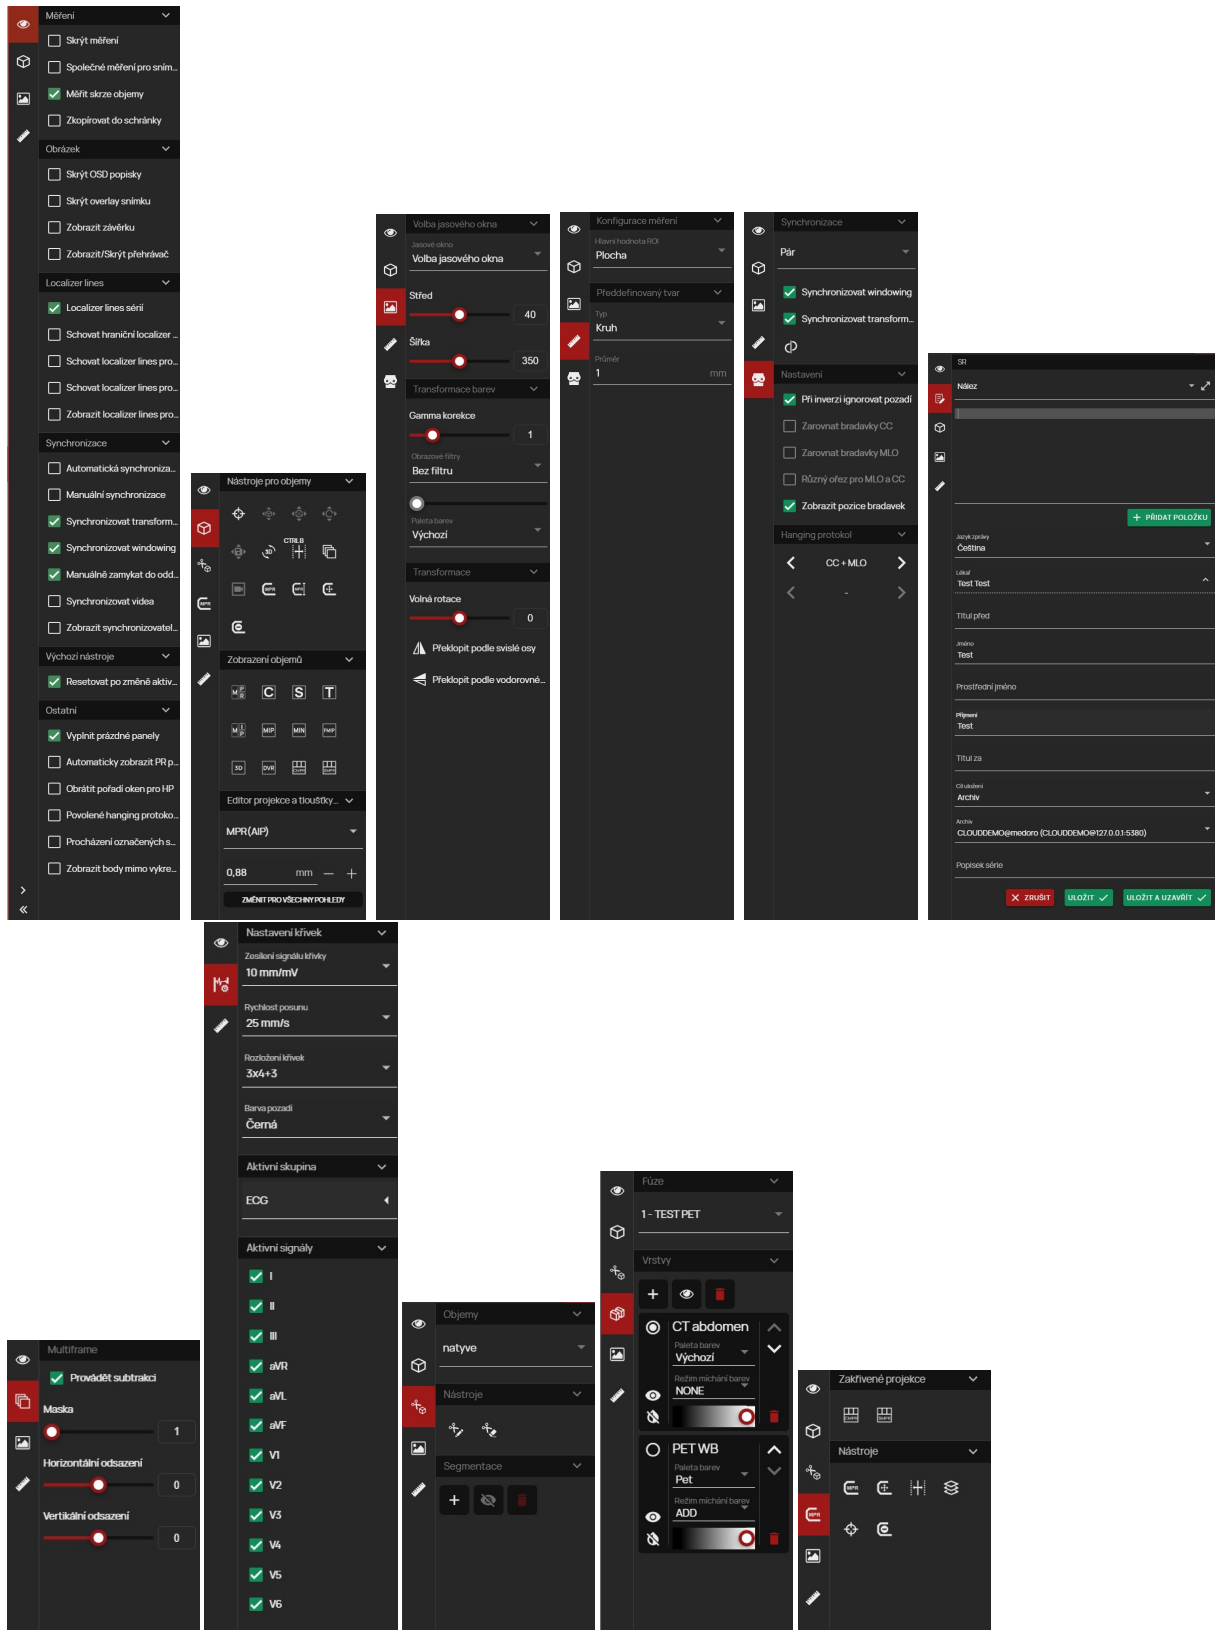 Měření
Skrýt měření
Společné měření pro sním...
Měřit skrze objemy
Zkopírovat do schránky
Obrázek
Skrýt OSD popisky
Skrýt overlay snímku
Zobrazit závěrku
Zobrazit/Skrýt přehrávač
Localizer lines
Localizer lines sérií
Schovat hraniční localizer ...
Schovat localizer lines pro...
Schovat localizer lines pro...
Zobrazit localizer lines pro...
Synchronizace
Automatická synchroniza...
Manuální synchronizace
Synchronizovat transform...
Synchronizovat windowing
Manuálně zamykat do odd...
Synchronizovat videa
Zobrazit synchronizovatel...
Výchozí nástroje
Resetovat po změně aktiv...
Ostatní
Vyplnit prázdné panely
Automaticky zobrazit PR p...
Obrátit pořadí oken pro HP
Povolené hanging protoko...
Procházení označených s...
Zobrazit body mimo vykre...
Nástroje pro objemy
CTRL B
3D
MPR
MPR
Zobrazení objemů
MPR
C
S
T
MIP
MIP
MIN
FMIP
3D
DVR
Editor projekce a tloušťky...
MPR(AIP)
0,88 mm
ZMĚNIT PRO VŠECHNY POHLEDY
Volba jasového okna
Jasové okno
Volba jasového okna
Střed
40
Šířka
350
Transformace barev
Gamma korekce
1
Obrazové filtry
Bez filtru
Paleta barev
Výchozí
Transformace
Volná rotace
0
Překlopit podle svislé osy
Překlopit podle vodorovné...
Konfigurace měření
Hlavní hodnota ROI
Plocha
Předdefinovaný tvar
Typ
Kruh
Průměr
1 mm
Synchronizace
Pár
Synchronizovat windowing
Synchronizovat transform...
Nastavení
Při inverzi ignorovat pozadí
Zarovnat bradavky CC
Zarovnat bradavky MLO
Různý ořez pro MLO a CC
Zobrazit pozice bradavek
Hanging protokol
CC + MLO
-
SR
Nález
+ PŘIDAT POLOŽKU
Jazyk zprávy
Čeština
Lékař
Test Test
Titul před
Jméno
Test
Prostřední jméno
Příjmení
Test
Titul za
Cíl uložení
Archiv
Archiv
CLOUDDEMO@medoro (CLOUDDEMO@127.0.0.1:5380)
Popisek série
ZRUŠIT
ULOŽIT
ULOŽIT A UZAVŘÍT
Multiframe
Provádět subtrakci
Maska
1
Horizontální odsazení
0
Vertikální odsazení
0
Nastavení křivek
Zesílení signálu křivky
10 mm/mV
Rychlost posunu
25 mm/s
Rozložení křivek
3x4+3
Barva pozadí
Černá
Aktivní skupina
ECG
Aktivní signály
I
II
III
aVR
aVL
aVF
V1
V2
V3
V4
V5
V6
Objemy
natyve
Nástroje
Segmentace
Fúze
1 - TEST PET
Vrstvy
CT abdomen
Paleta barev
Výchozí
Režim míchání barev
NONE
PET WB
Paleta barev
Pet
Režim míchání barev
ADD
Zakřivené projekce
Nástroje
MPR